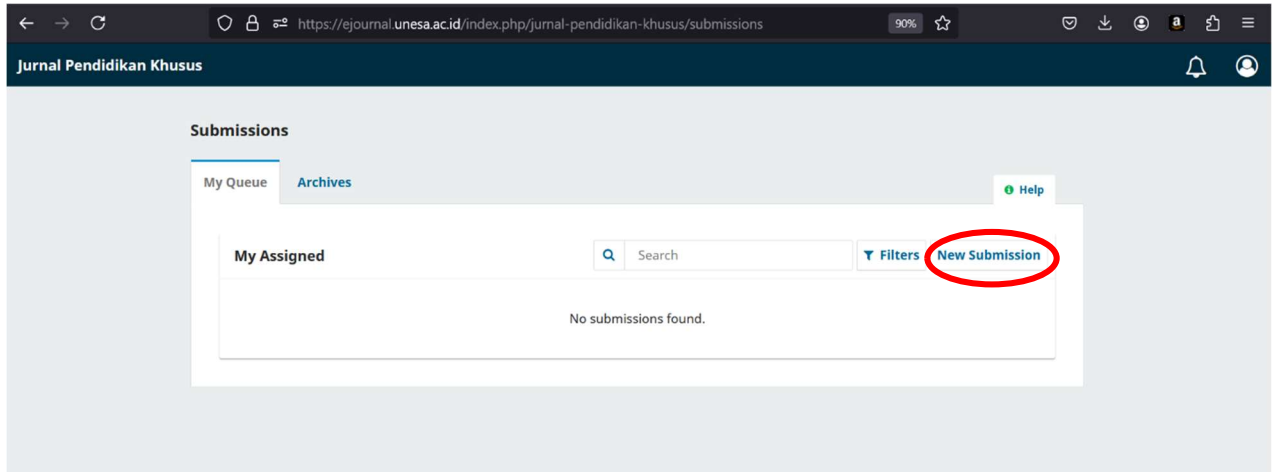 https://ejournal.unesa.ac.id/index.php/jurnal-pendidikan-khusus/submissions 90% a
Jurnal Pendidikan Khusus
Submissions
My Queue Archives
Help
My Assigned Search Filters New Submission
No submissions found.